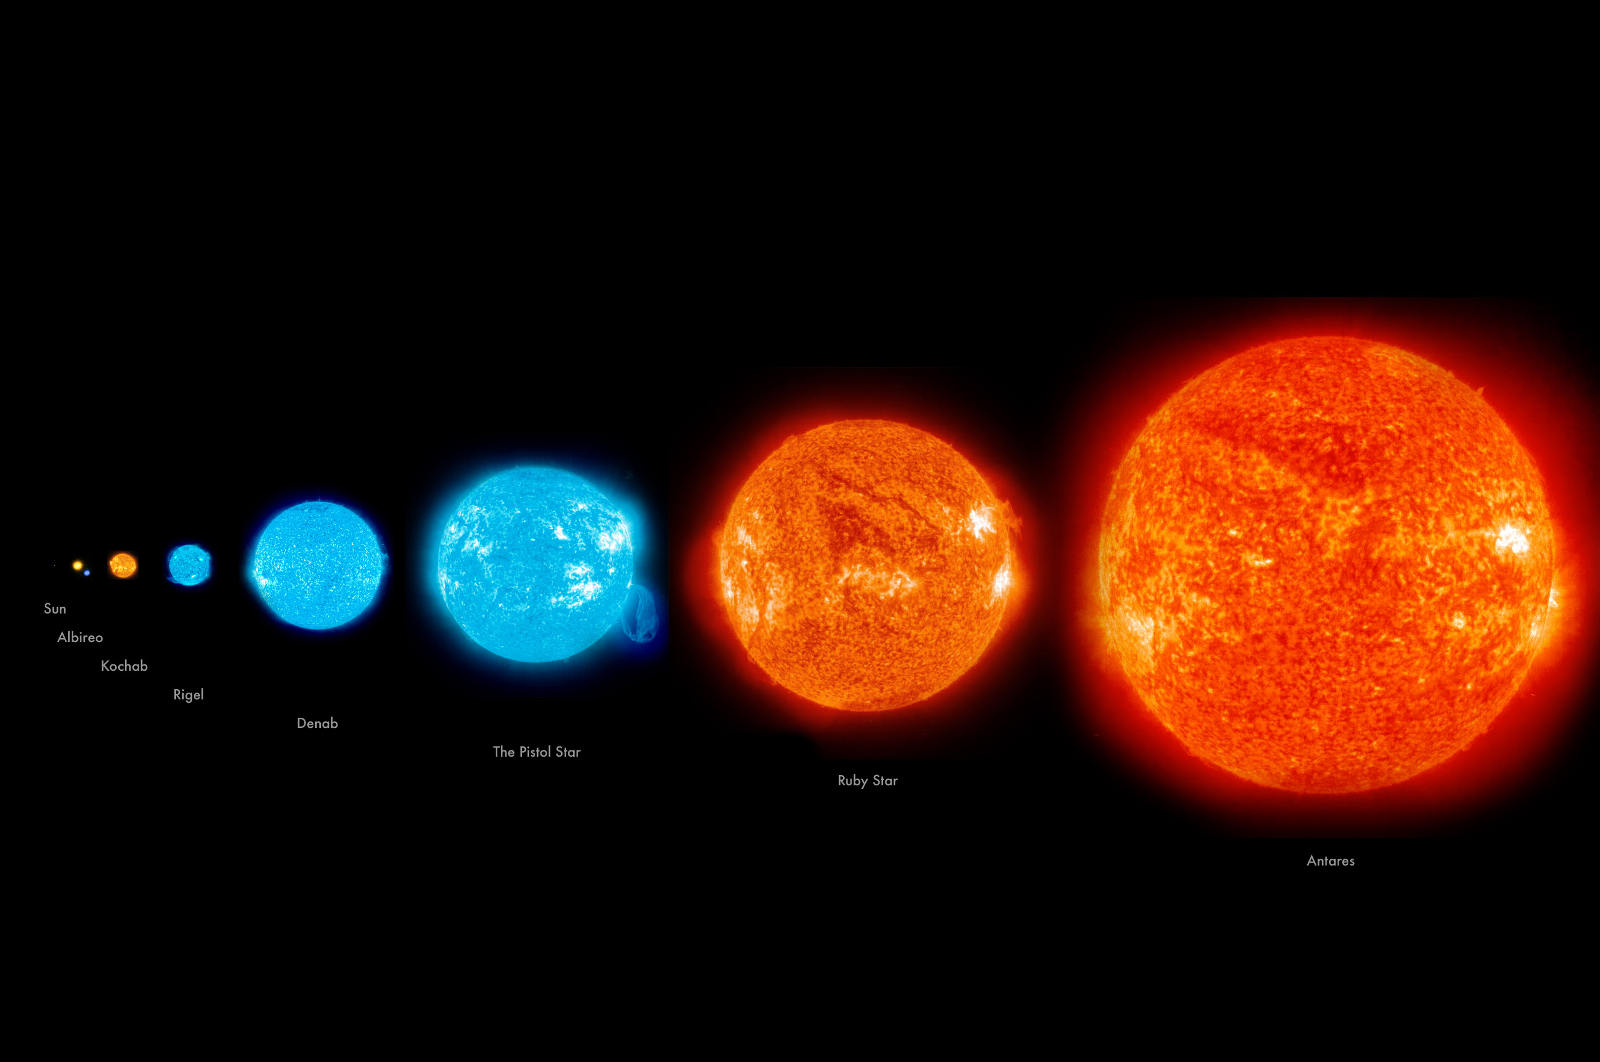 Sun
Albireo
Kochab
Rigel
Denab
The Pistol Star
Ruby Star
Antares